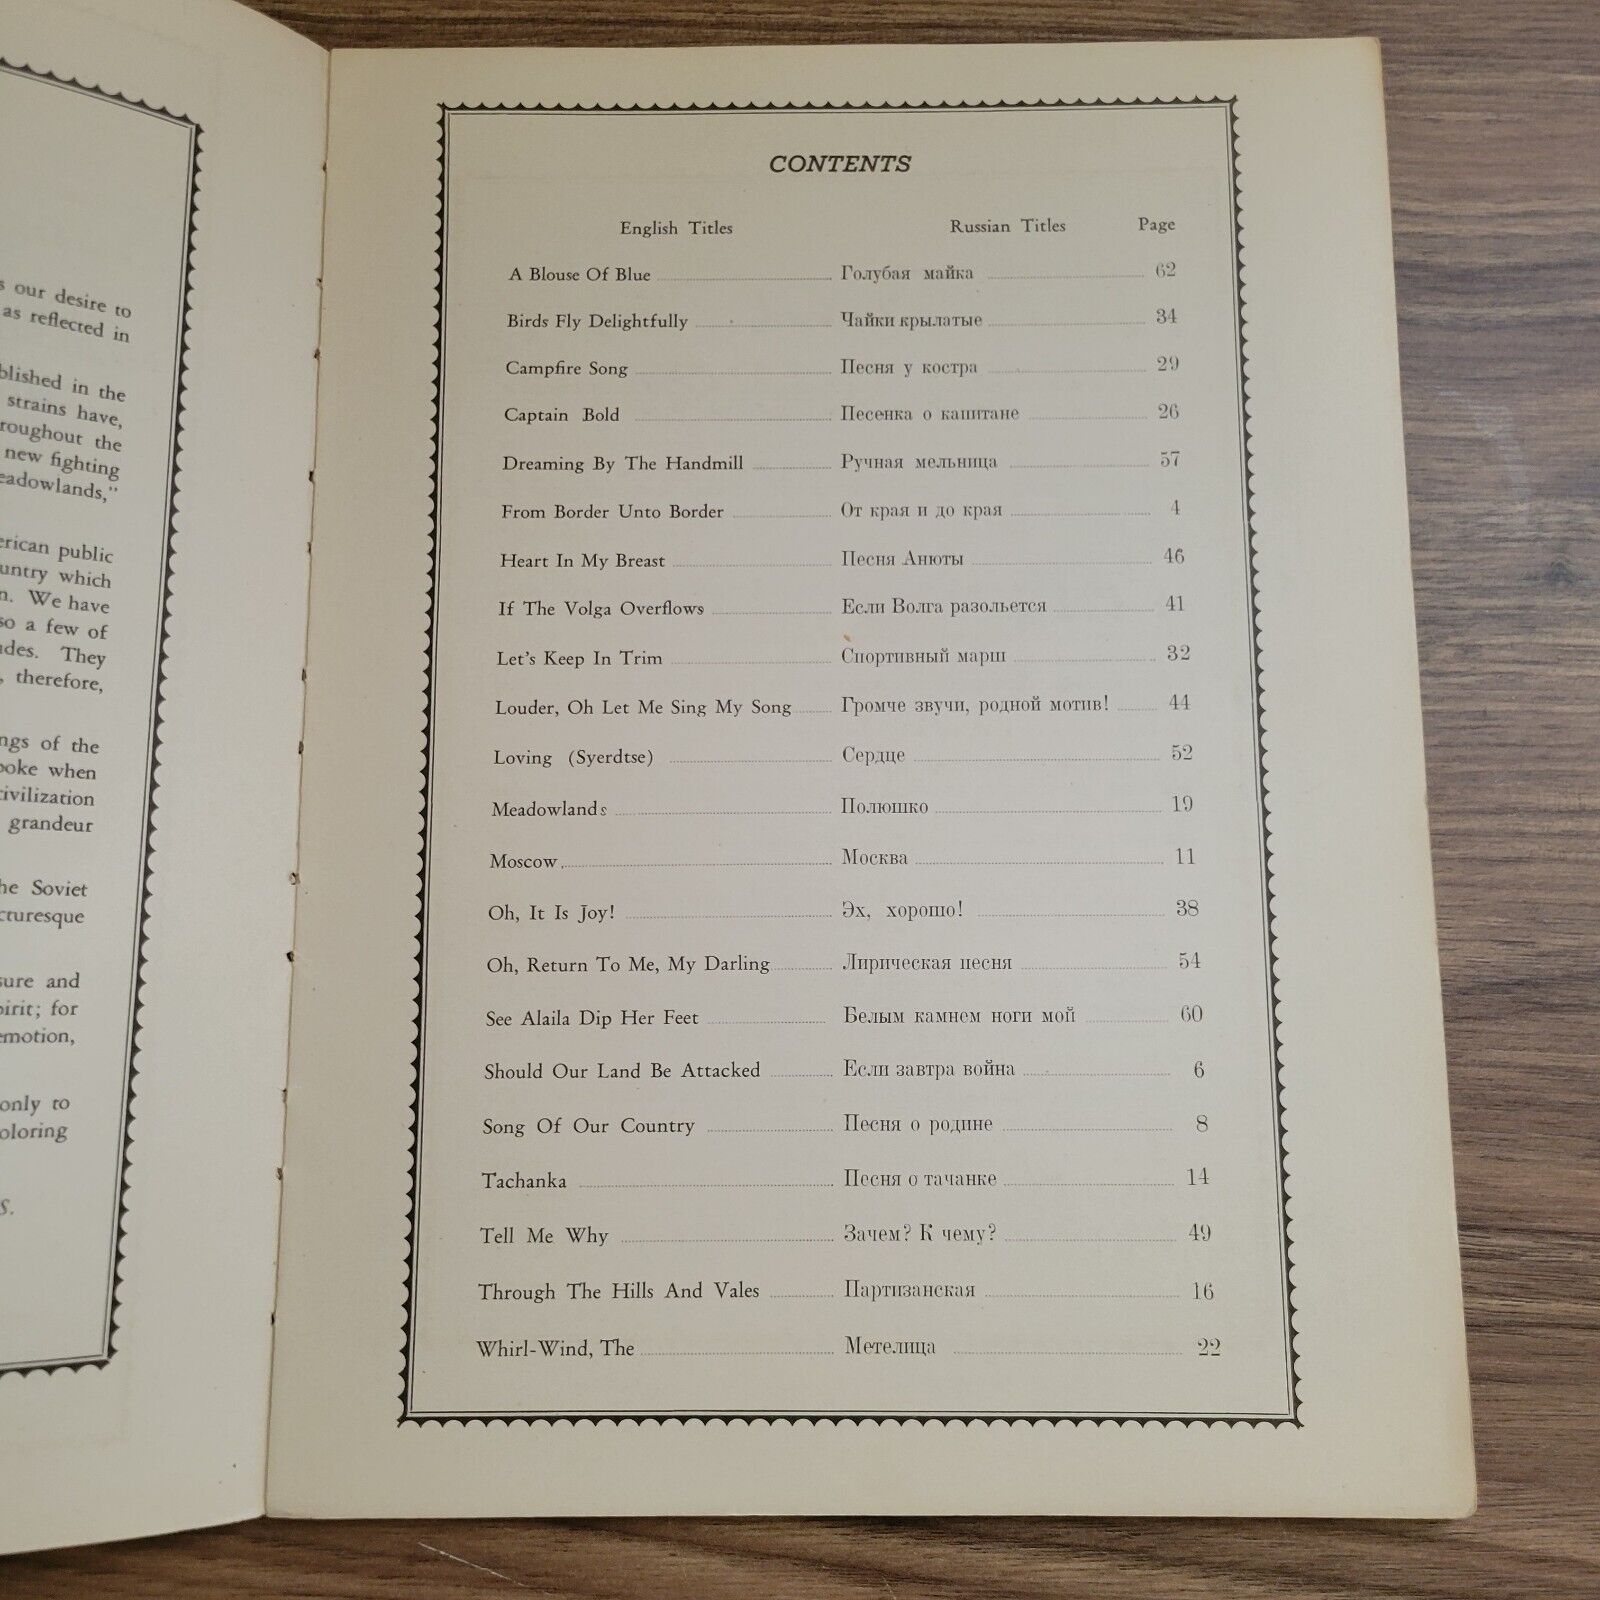 s our desire to
as reflected in
blished in the
strains have,
roughout the
new fighting
eadowlands,"
erican public
untry which
n. We have
so a few of
udes. They
, therefore,
ngs of the
poke when
civilization
grandeur
he Soviet
cturesque
sure and
pirit; for
emotion,
only to
oloring
S.
CONTENTS
English Titles Russian Titles Page
A Blouse Of Blue Голубая майка 62
Birds Fly Delightfully Чайки крылатые 34
Campfire Song Песня у костра 29
Captain Bold Песенка о капитане 26
Dreaming By The Handmill Ручная мельница 57
From Border Unto Border От края и до края 4
Heart In My Breast Песня Анюты 46
If The Volga Overflows Если Волга разольется 41
Let's Keep In Trim Спортивный марш 32
Louder, Oh Let Me Sing My Song Громче звучи, родной мотив! 44
Loving (Syerdtse) Сердце 52
Meadowlands Полюшко 19
Moscow Москва 11
Oh, It Is Joy! Эх, хорошо! 38
Oh, Return To Me, My Darling Лирическая песня 54
See Alaila Dip Her Feet Белым камнем ноги мой 60
Should Our Land Be Attacked Если завтра война 6
Song Of Our Country Песня о родине 8
Tachanka Песня о тачанке 14
Tell Me Why Зачем? К чему? 49
Through The Hills And Vales Партизанская 16
Whirl-Wind, The Метелица 22